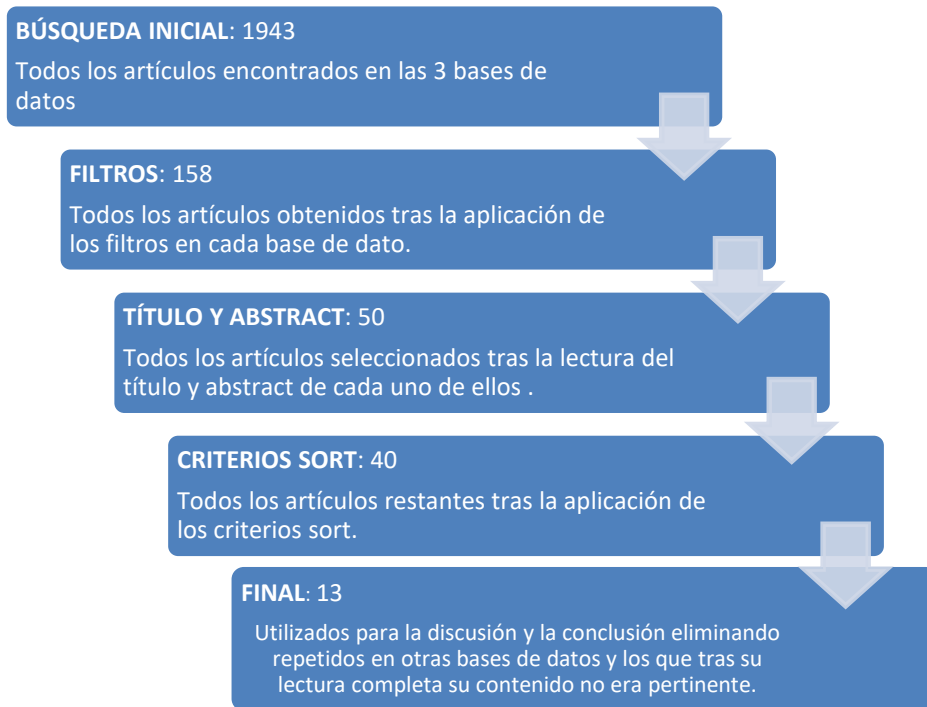 BÚSQUEDA INICIAL: 1943
Todos los artículos encontrados en las 3 bases de
datos
FILTROS: 158
Todos los artículos obtenidos tras la aplicación de
los filtros en cada base de dato.
TÍTULO Y ABSTRACT: 50
Todos los artículos seleccionados tras la lectura del
título y abstract de cada uno de ellos .
CRITERIOS SORT: 40
Todos los artículos restantes tras la aplicación de
los criterios sort.
FINAL: 13
Utilizados para la discusión y la conclusión eliminando
repetidos en otras bases de datos y los que tras su
lectura completa su contenido no era pertinente.